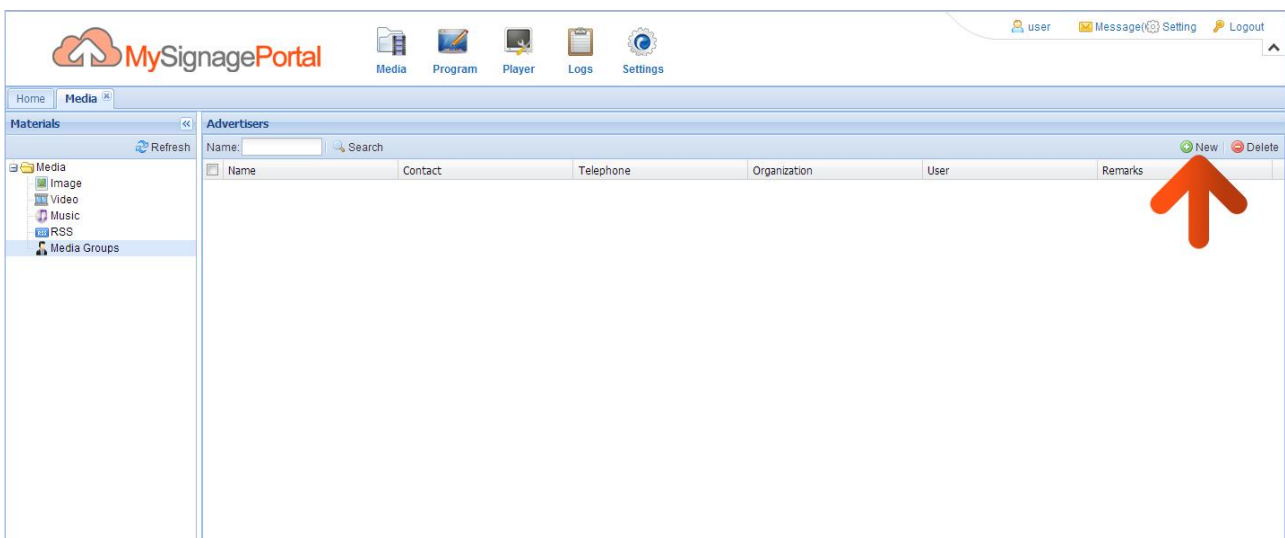 user Message( Setting Logout
MySignagePortal
Media Program Player Logs Settings
Home Media
Materials Advertisers
Refresh Name: Search New Delete
Media
Name Contact Telephone Organization User Remarks
Image
Video
Music
RSS
Media Groups